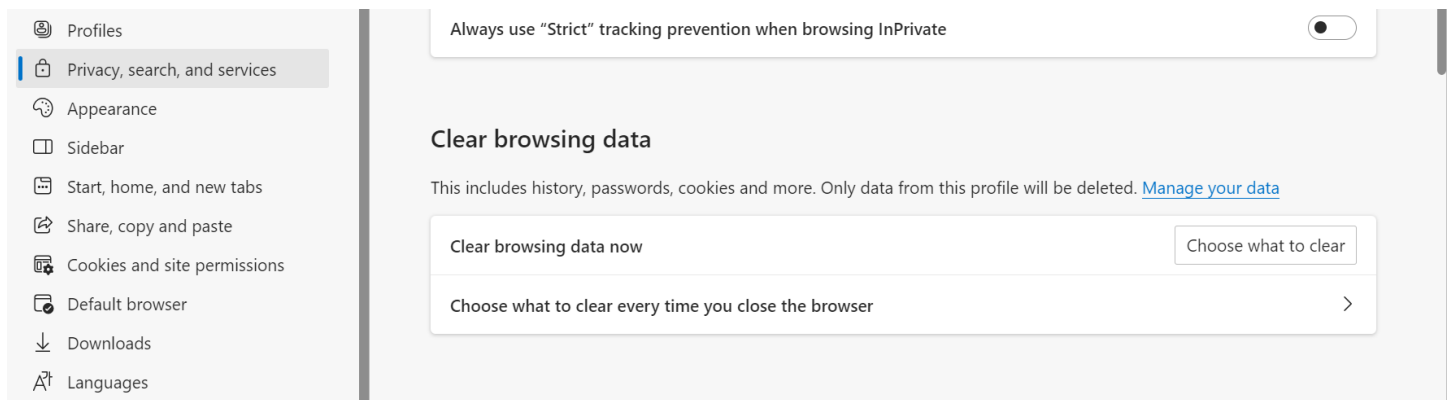 Profiles
Privacy, search, and services
Appearance
Sidebar
Start, home, and new tabs
Share, copy and paste
Cookies and site permissions
Default browser
Downloads
Languages
Always use “Strict” tracking prevention when browsing InPrivate
Clear browsing data
This includes history, passwords, cookies and more. Only data from this profile will be deleted. Manage your data
Clear browsing data now
Choose what to clear
Choose what to clear every time you close the browser